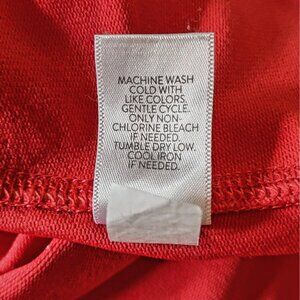 MACHINE WASH
COLD WITH
LIKE COLORS.
GENTLE CYCLE.
ONLY NON-
CHLORINE BLEACH
IF NEEDED.
TUMBLE DRY LOW.
COOL IRON
IF NEEDED.